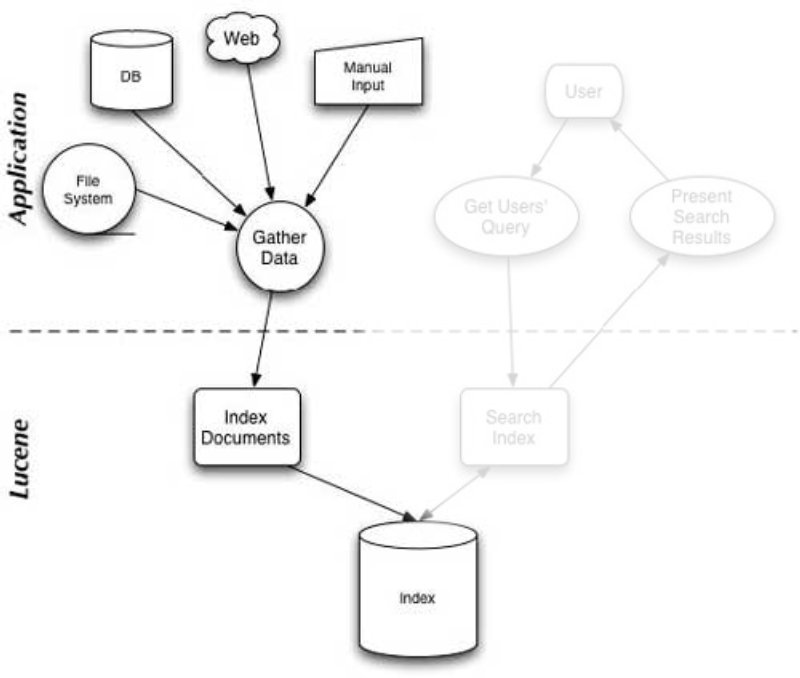 Application
DB
Web
Manual
Input
File
System
Gather
Data
User
Get Users'
Query
Present
Search
Results
Lucene
Index
Documents
Search
Index
Index